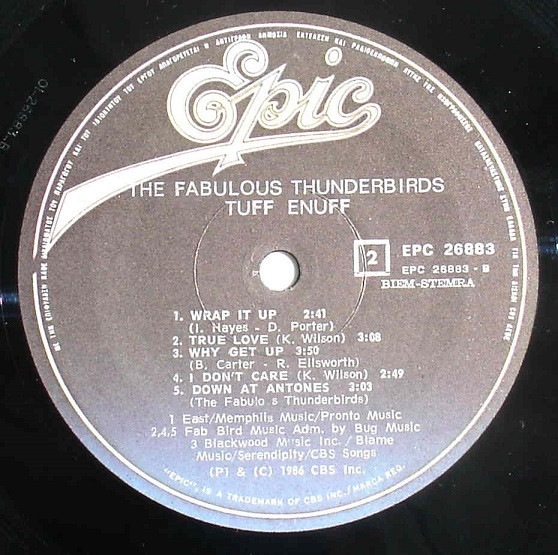 Epic
THE FABULOUS THUNDERBIRDS
TUFF ENUFF
2
EPC 26883
EPC 26883 - B
BIEM-STEMRA
1. WRAP IT UP 2:41
(I. Hayes - D. Porter)
2. TRUE LOVE (K. Wilson) 3:08
3. WHY GET UP 3:50
(B. Carter - R. Ellsworth)
4. I DON'T CARE (K. Wilson) 2:49
5. DOWN AT ANTONES 3:03
(The Fabulo s Thunderbirds)
1 East/Memphils Music/Pronto Music
2,4,5 Fab Bird Music Adm. by Bug Music
3 Blackwood Music Inc. / Blame
Music/Serendipity/CBS Songs
(P) & (C) 1986 CBS Inc.
"EPIC", IS A TRADEMARK OF CBS INC./MARCA REG.